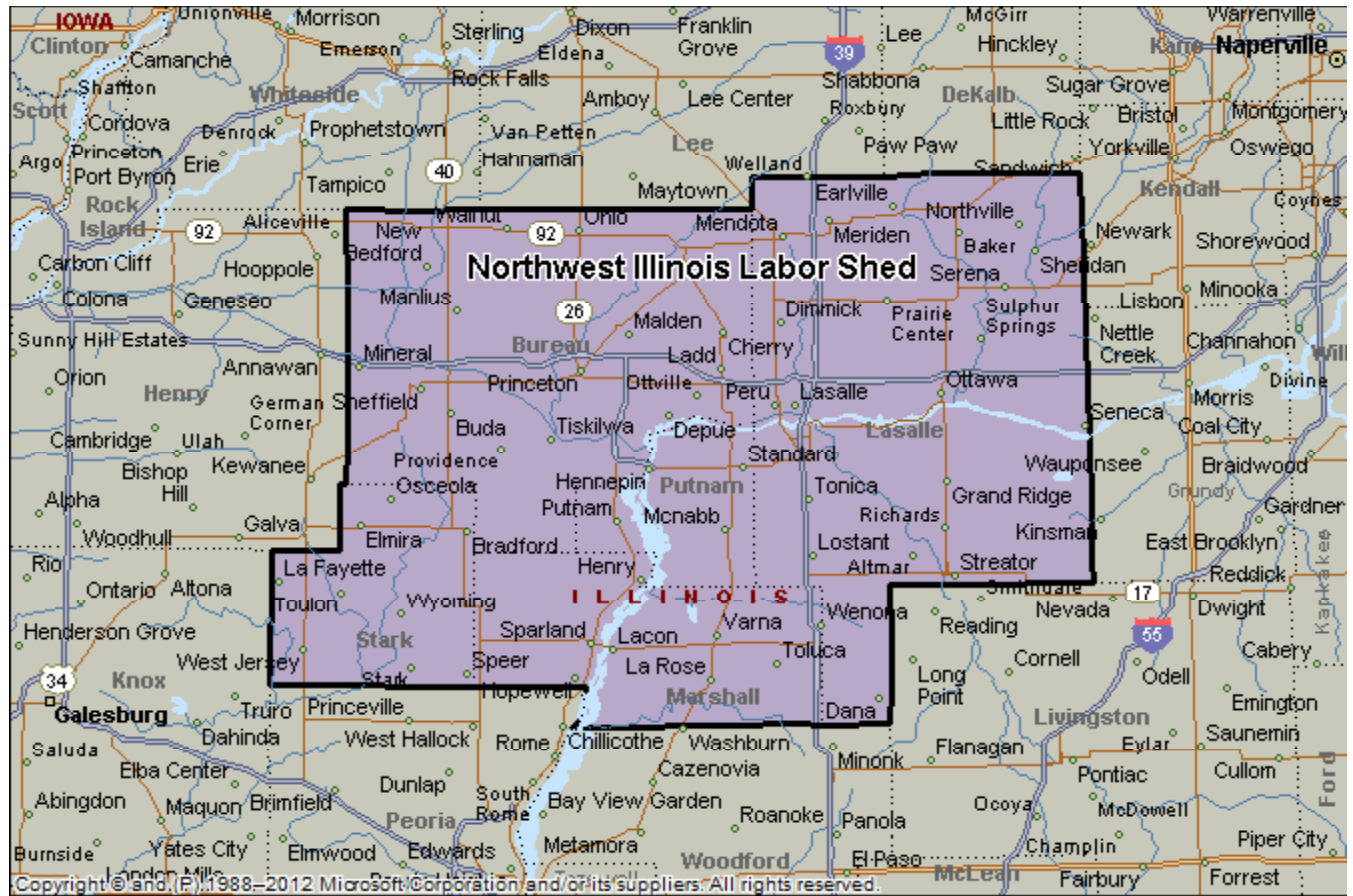 IOWA
Unionville
Morrison
Sterling
Dixon
Franklin
Grove
McGirr
Warrenville
Clinton
Camanche
Emerson
Eldena
39
Lee
Hinckley
Kane
Naperville
Shaffton
Whiteside
Rock Falls
Shabbona
Sugar Grove
Scott
Cordova
Denrock
Prophetstown
Amboy
Lee Center
Roxbury
DeKalb
Little Rock
Bristol
Montgomery
Argo
Princeton
Erie
Van Petten
Lee
Paw Paw
Yorkville
Oswego
Port Byron
Tampico
40
Hahnaman
Maytown
Welland
Sandwich
Kendall
Rock
Island
92
Aliceville
Walnut
Ohio
Mendota
Earlville
Northville
Coynes
New
Bedford
92
Meriden
Baker
Newark
Shorewood
Carbon Cliff
Hooppole
Northwest Illinois Labor Shed
Serena
Sheridan
Colona
Geneseo
Manlius
26
Dimmick
Prairie
Center
Sulphur
Springs
Lisbon
Minooka
Sunny Hill Estates
Annawan
Mineral
Bureau
Malden
Ladd
Cherry
Nettle
Creek
Channahon
Will
Orion
Henry
Princeton
Ottville
Peru
Lasalle
Ottawa
Divine
German
Corner
Sheffield
Morris
Cambridge
Ulah
Buda
Tiskilwa
Depue
Lasalle
Seneca
Coal City
Bishop
Hill
Kewanee
Providence
Standard
Wauponsee
Braidwood
Alpha
Osceola
Hennepin
Putnam
Tonica
Grand Ridge
Grundy
Gardner
Woodhull
Galva
Putnam
Mcnabb
Richards
Kinsman
Rio
Elmira
Bradford
Lostant
East Brooklyn
Ontario
Altona
La Fayette
Henry
Altmar
Streator
Reddick
Toulon
Wyoming
ILLINOIS
Wenona
Smithdale
17
Nevada
Dwight
Kankakee
Henderson Grove
Stark
Sparland
Lacon
Varna
Reading
55
Cabery
West Jersey
Speer
La Rose
Toluca
Long
Point
Cornell
Odell
34
Knox
Stark
Hopewell
Marshall
Emington
Galesburg
Truro
Princeville
Dana
Livingston
Saluda
Dahinda
West Hallock
Rome
Chillicothe
Washburn
Minonk
Flanagan
Eylar
Saunemin
Elba Center
Dunlap
Cazenovia
Pontiac
Cullom
Ford
Abingdon
Maquon
Brimfield
South
Rome
Bay View Garden
Roanoke
Ocoya
McDowell
Peoria
Panola
Burnside
Yates City
Elmwood
Edwards
Metamora
Woodford
El Paso
Champlin
Piper City
London Mills
Tazewell
McLean
Fairbury
Forrest
Copyright © and (P) 1988–2012 Microsoft Corporation and/or its suppliers. All rights reserved.